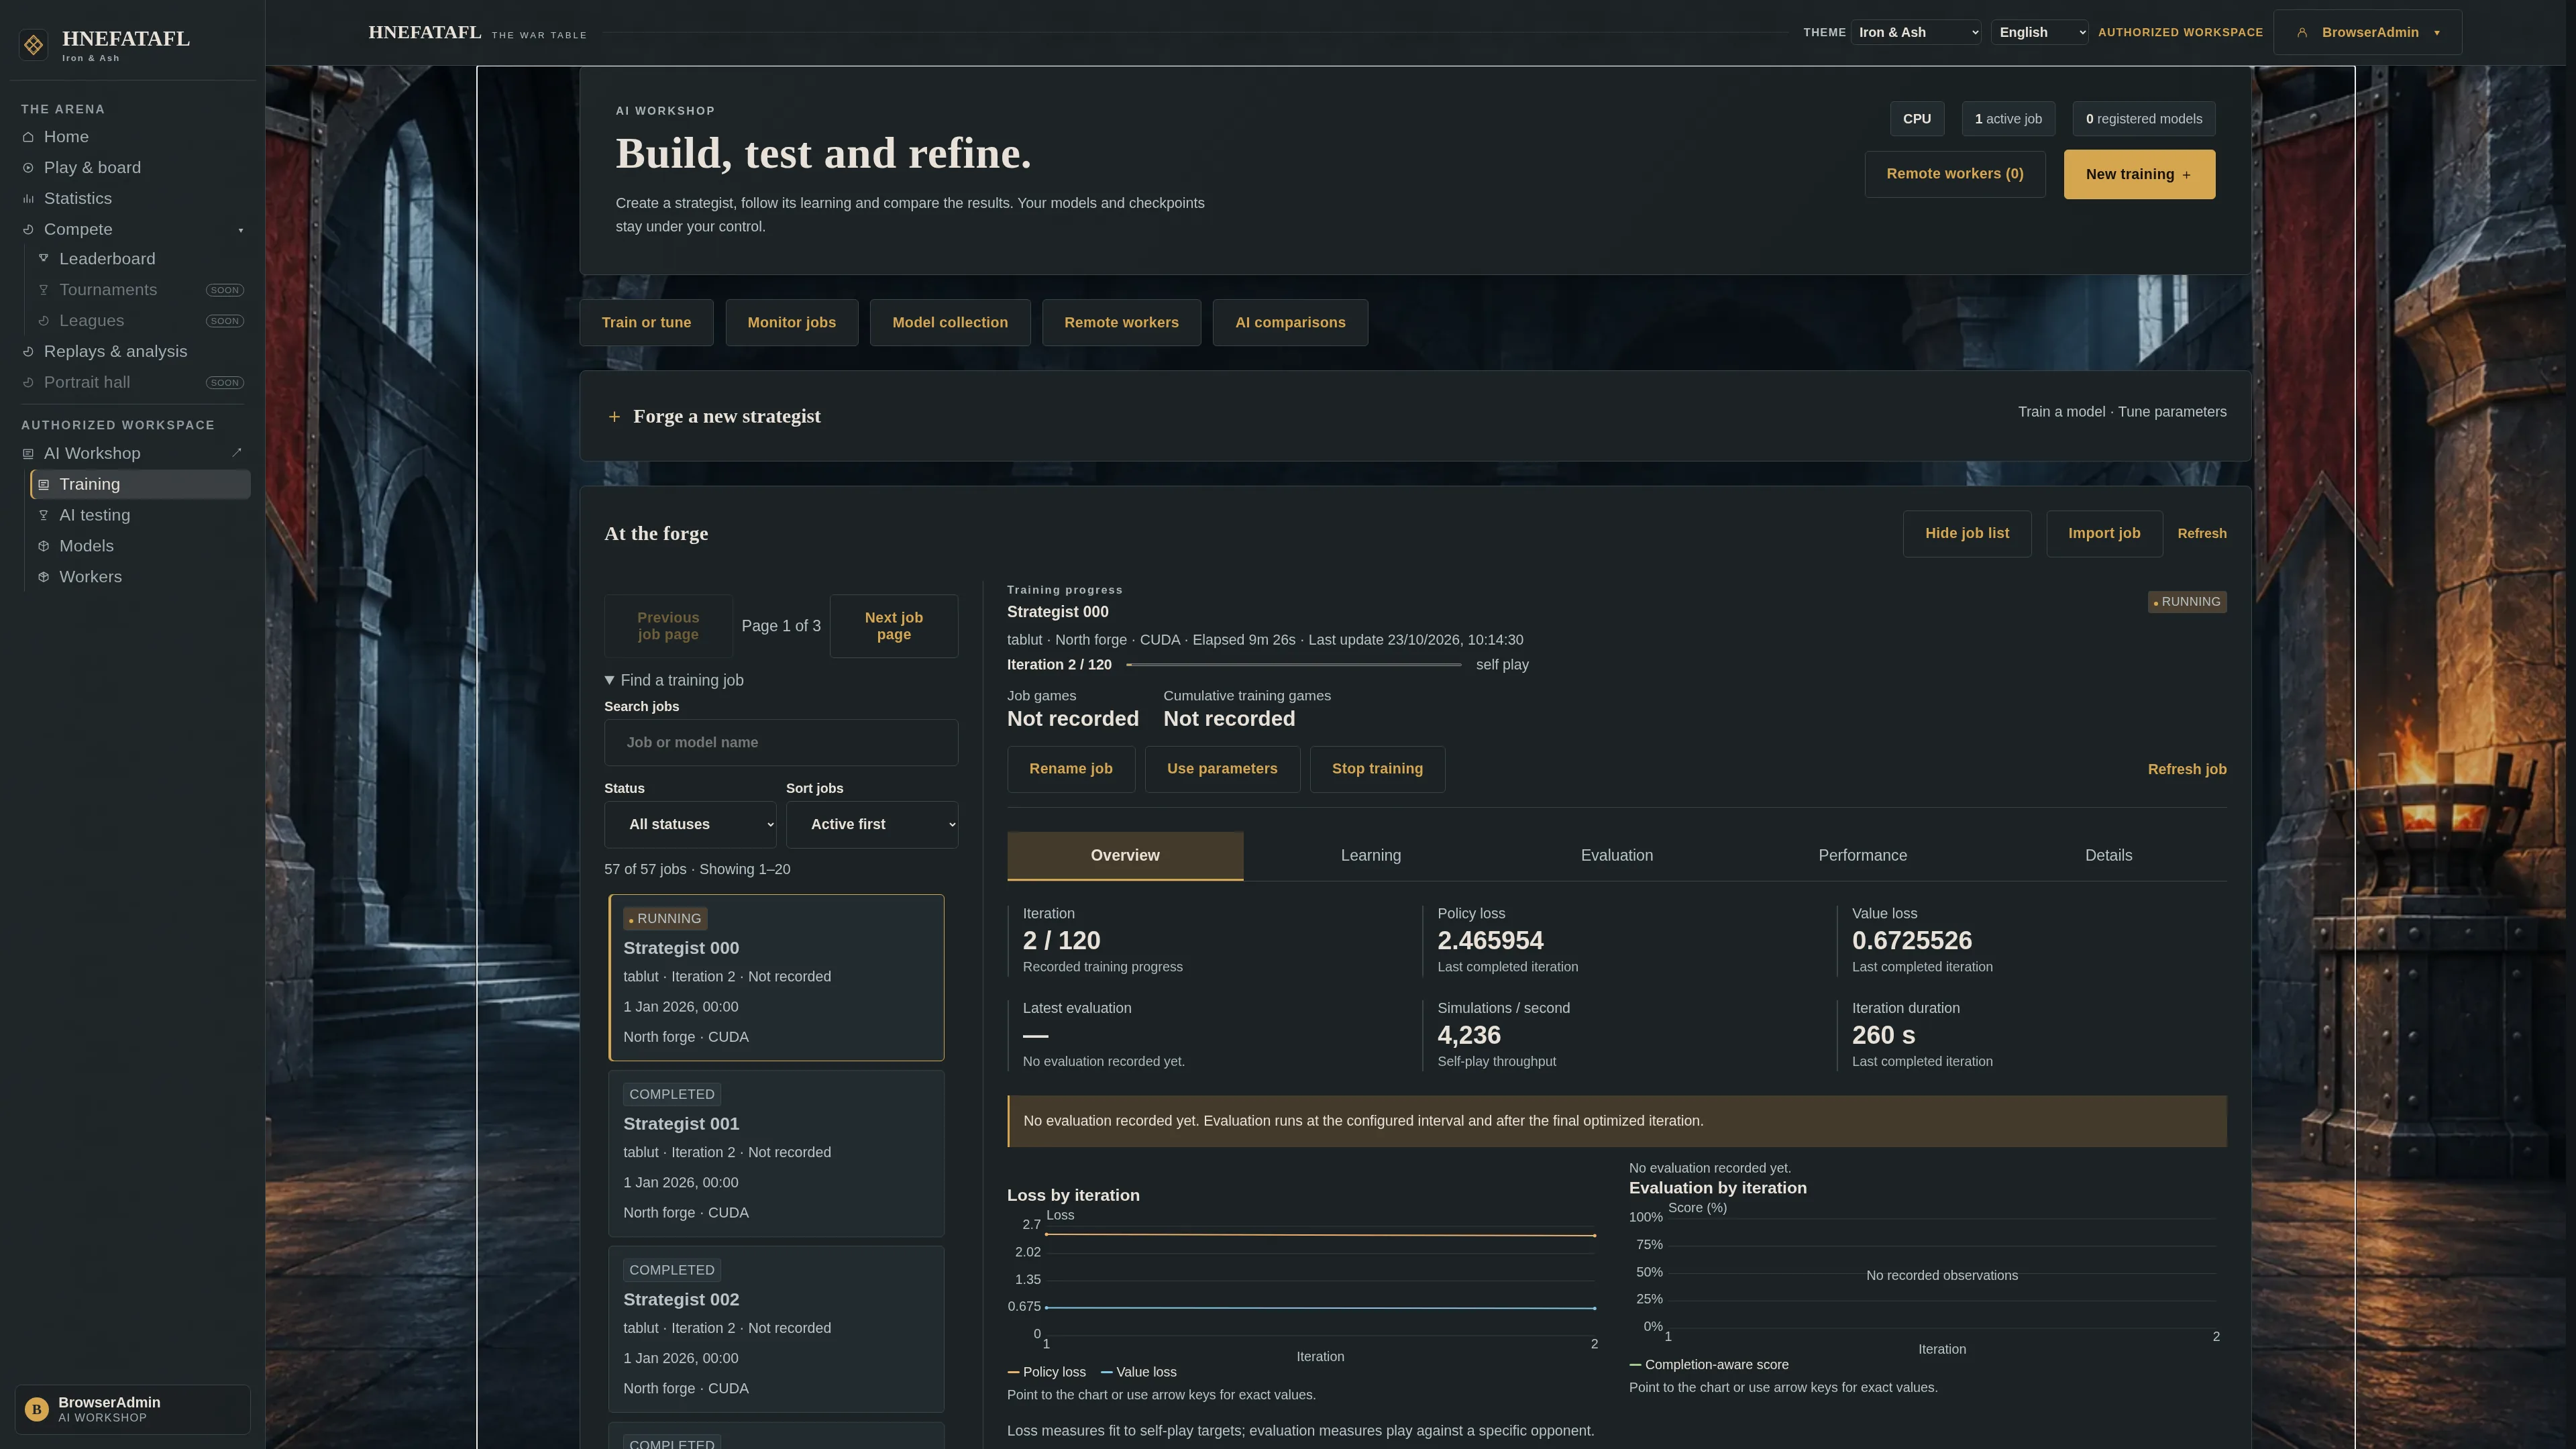 HNEFATAFL
Iron & Ash
THE ARENA
Home
Play & board
Statistics
Compete
Leaderboard
Tournaments SOON
Leagues SOON
Replays & analysis
Portrait hall SOON
AUTHORIZED WORKSPACE
AI Workshop
Training
AI testing
Models
Workers
B BrowserAdmin
AI WORKSHOP
HNEFATAFL THE WAR TABLE
THEME Iron & Ash English AUTHORIZED WORKSPACE BrowserAdmin
AI WORKSHOP
Build, test and refine.
Create a strategist, follow its learning and compare the results. Your models and checkpoints
stay under your control.
CPU 1 active job 0 registered models
Remote workers (0) New training +
Train or tune Monitor jobs Model collection Remote workers AI comparisons
+ Forge a new strategist Train a model · Tune parameters
At the forge Hide job list Import job Refresh
Previous
job page
Page 1 of 3
Next job
page
Find a training job
Search jobs
Job or model name
Status Sort jobs
All statuses Active first
57 of 57 jobs · Showing 1–20
RUNNING
Strategist 000
tablut · Iteration 2 · Not recorded
1 Jan 2026, 00:00
North forge · CUDA
COMPLETED
Strategist 001
tablut · Iteration 2 · Not recorded
1 Jan 2026, 00:00
North forge · CUDA
COMPLETED
Strategist 002
tablut · Iteration 2 · Not recorded
1 Jan 2026, 00:00
North forge · CUDA
COMPLETED
Training progress
Strategist 000 RUNNING
tablut · North forge · CUDA · Elapsed 9m 26s · Last update 23/10/2026, 10:14:30
Iteration 2 / 120 self play
Job games Cumulative training games
Not recorded Not recorded
Rename job Use parameters Stop training Refresh job
Overview Learning Evaluation Performance Details
Iteration
2 / 120
Recorded training progress
Policy loss
2.465954
Last completed iteration
Value loss
0.6725526
Last completed iteration
Latest evaluation
—
No evaluation recorded yet.
Simulations / second
4,236
Self-play throughput
Iteration duration
260 s
Last completed iteration
No evaluation recorded yet. Evaluation runs at the configured interval and after the final optimized iteration.
Loss by iteration
Loss
2.7
2.02
1.35
0.675
0
1 2
Iteration
Policy loss Value loss
Point to the chart or use arrow keys for exact values.
No evaluation recorded yet.
Evaluation by iteration
Score (%)
100%
75%
50%
No recorded observations
25%
0%
1 2
Iteration
Completion-aware score
Point to the chart or use arrow keys for exact values.
Loss measures fit to self-play targets; evaluation measures play against a specific opponent.